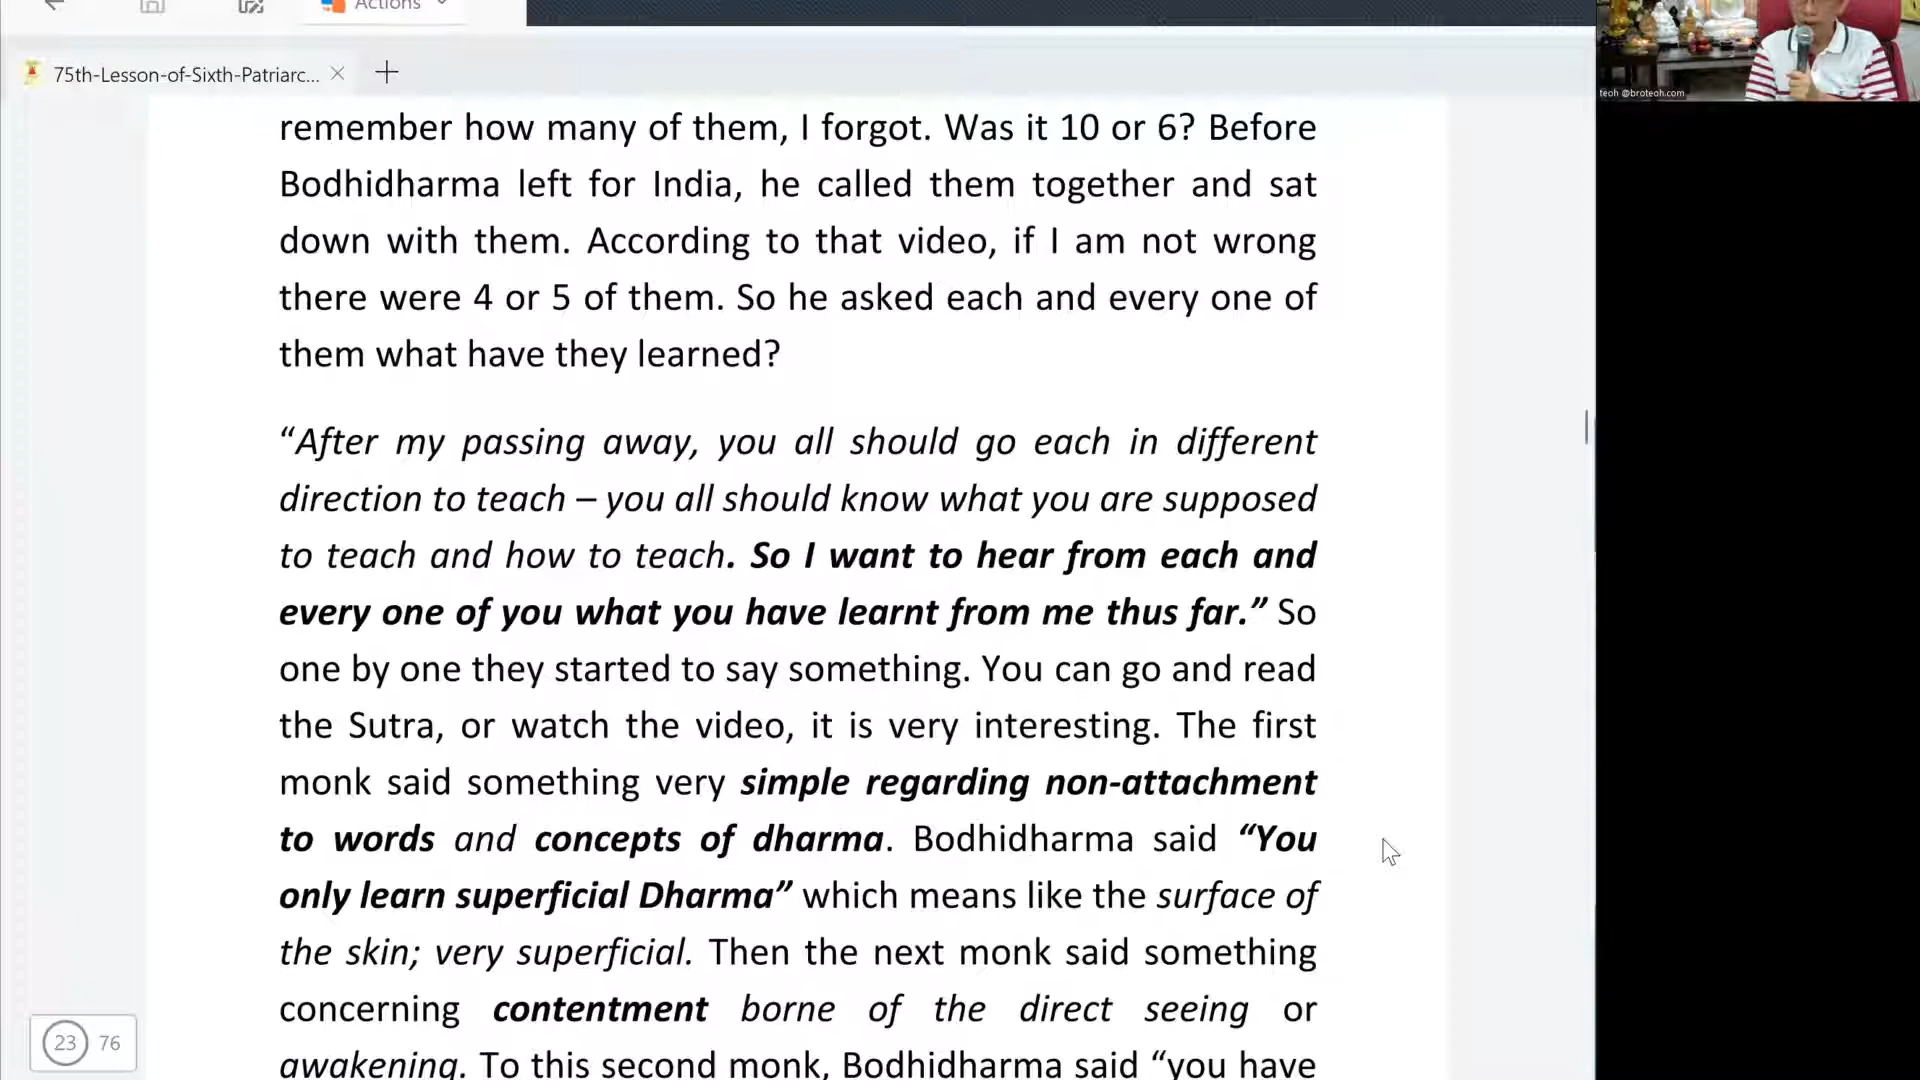 Actions
75th-Lesson-of-Sixth-Patriarc...
teoh @broteoh.com
remember how many of them, I forgot. Was it 10 or 6? Before
Bodhidharma left for India, he called them together and sat
down with them. According to that video, if I am not wrong
there were 4 or 5 of them. So he asked each and every one of
them what have they learned?
“After my passing away, you all should go each in different
direction to teach – you all should know what you are supposed
to teach and how to teach. So I want to hear from each and
every one of you what you have learnt from me thus far.” So
one by one they started to say something. You can go and read
the Sutra, or watch the video, it is very interesting. The first
monk said something very simple regarding non-attachment
to words and concepts of dharma. Bodhidharma said “You
only learn superficial Dharma” which means like the surface of
the skin; very superficial. Then the next monk said something
concerning contentment borne of the direct seeing or
awakening. To this second monk, Bodhidharma said “you have
23 76